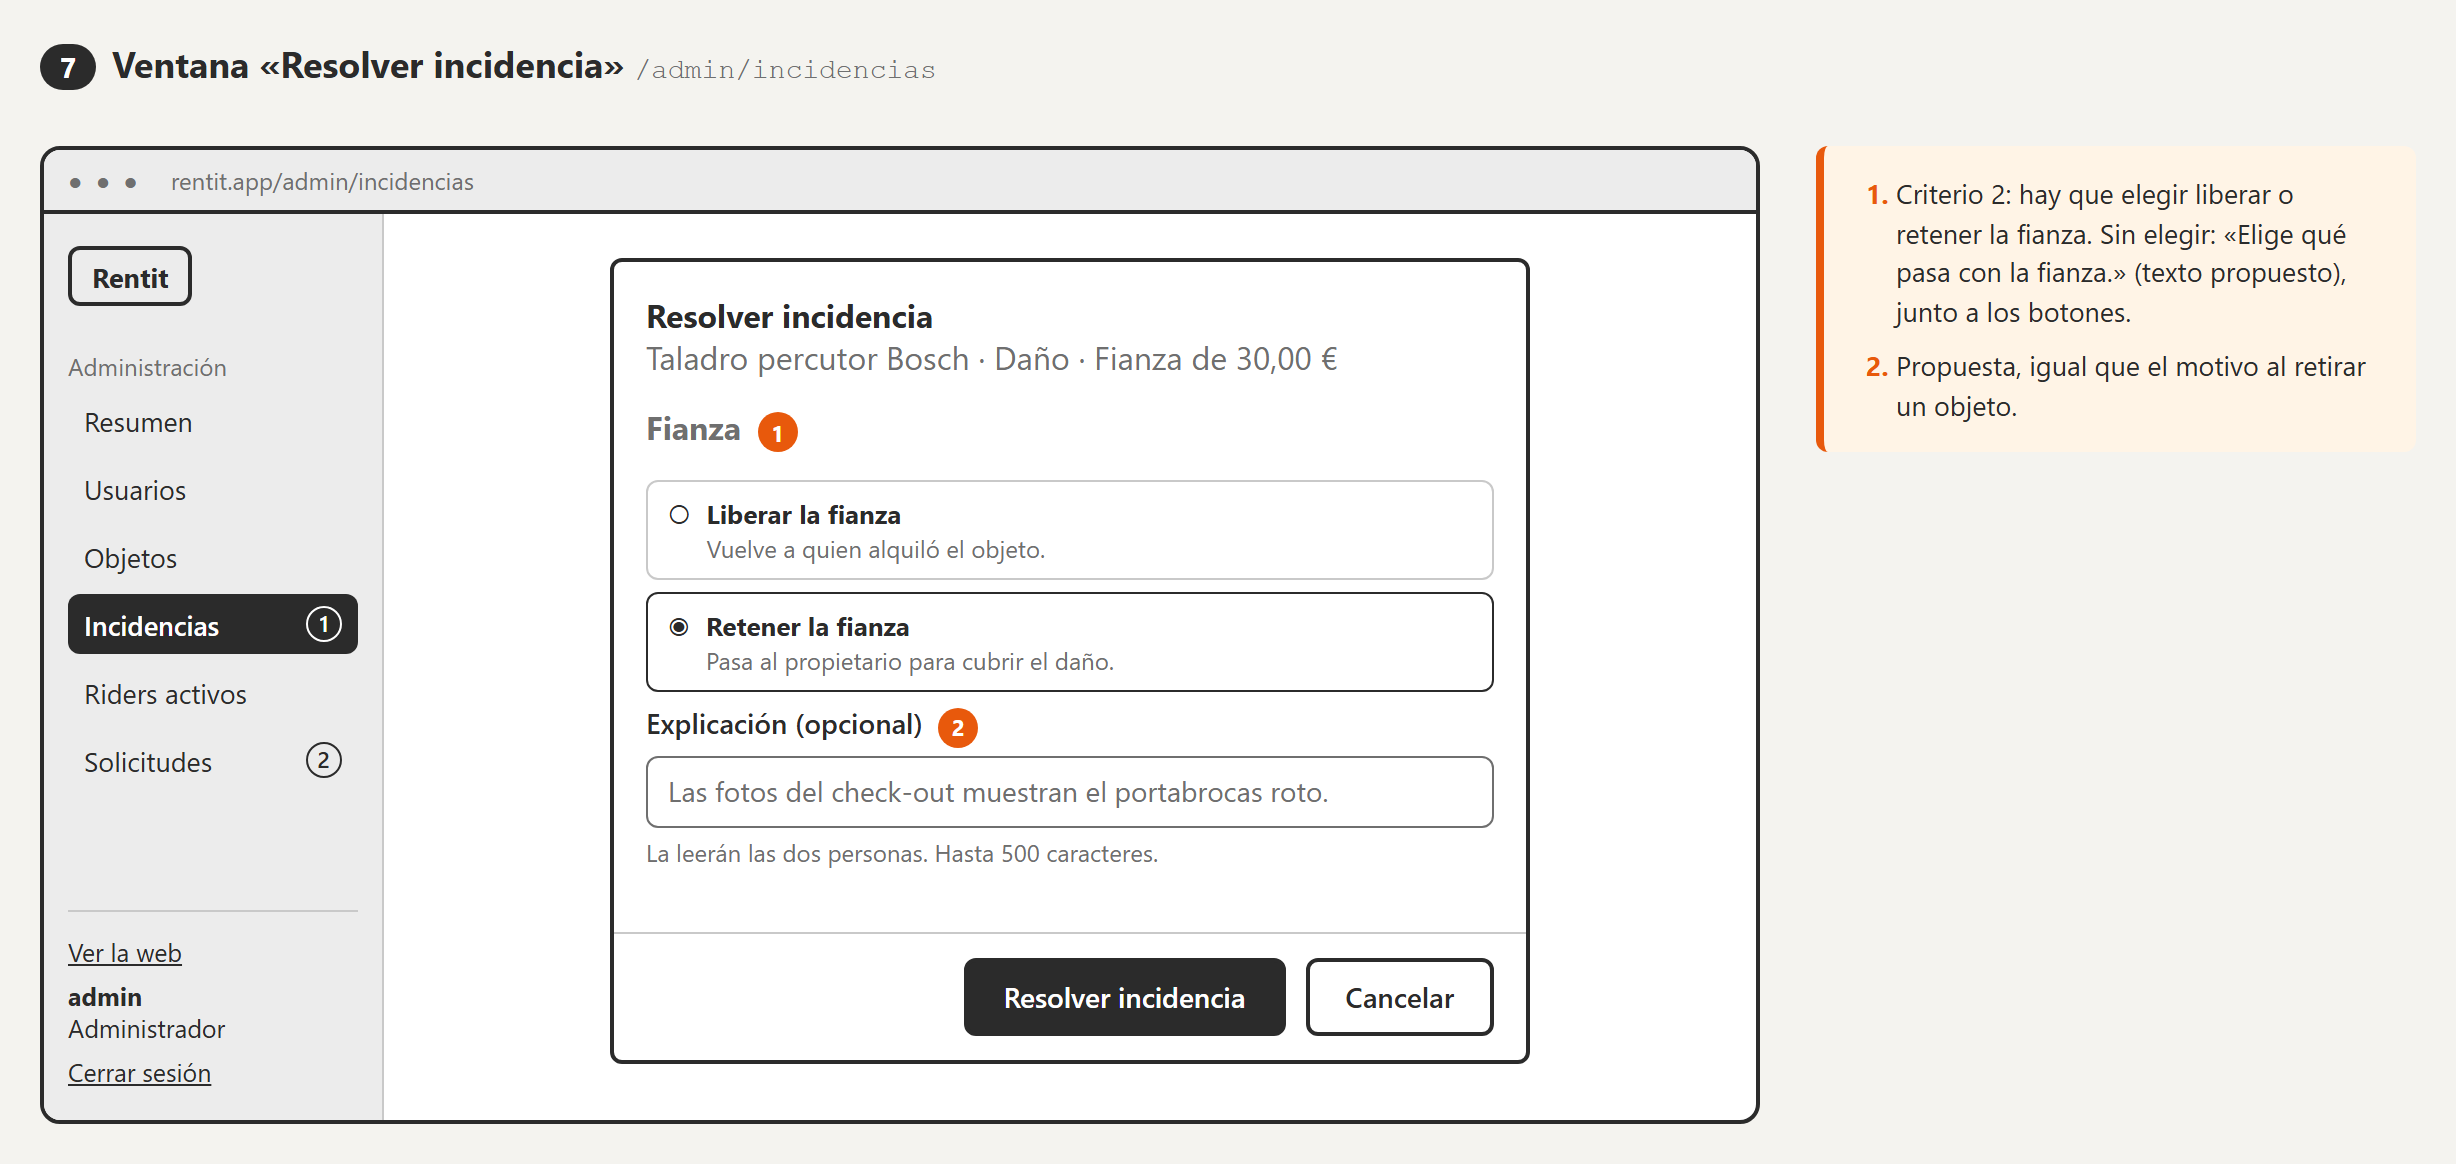 7 Ventana «Resolver incidencia» /admin/incidencias
rentit.app/admin/incidencias
Rentit
Administración
Resumen
Usuarios
Objetos
Incidencias 1
Riders activos
Solicitudes 2
Ver la web
admin
Administrador
Cerrar sesión
Resolver incidencia
Taladro percutor Bosch · Daño · Fianza de 30,00 €
Fianza 1
Liberar la fianza
Vuelve a quien alquiló el objeto.
Retener la fianza
Pasa al propietario para cubrir el daño.
Explicación (opcional) 2
Las fotos del check-out muestran el portabrocas roto.
La leerán las dos personas. Hasta 500 caracteres.
Resolver incidencia
Cancelar
1. Criterio 2: hay que elegir liberar o
retener la fianza. Sin elegir: «Elige qué
pasa con la fianza.» (texto propuesto),
junto a los botones.
2. Propuesta, igual que el motivo al retirar
un objeto.